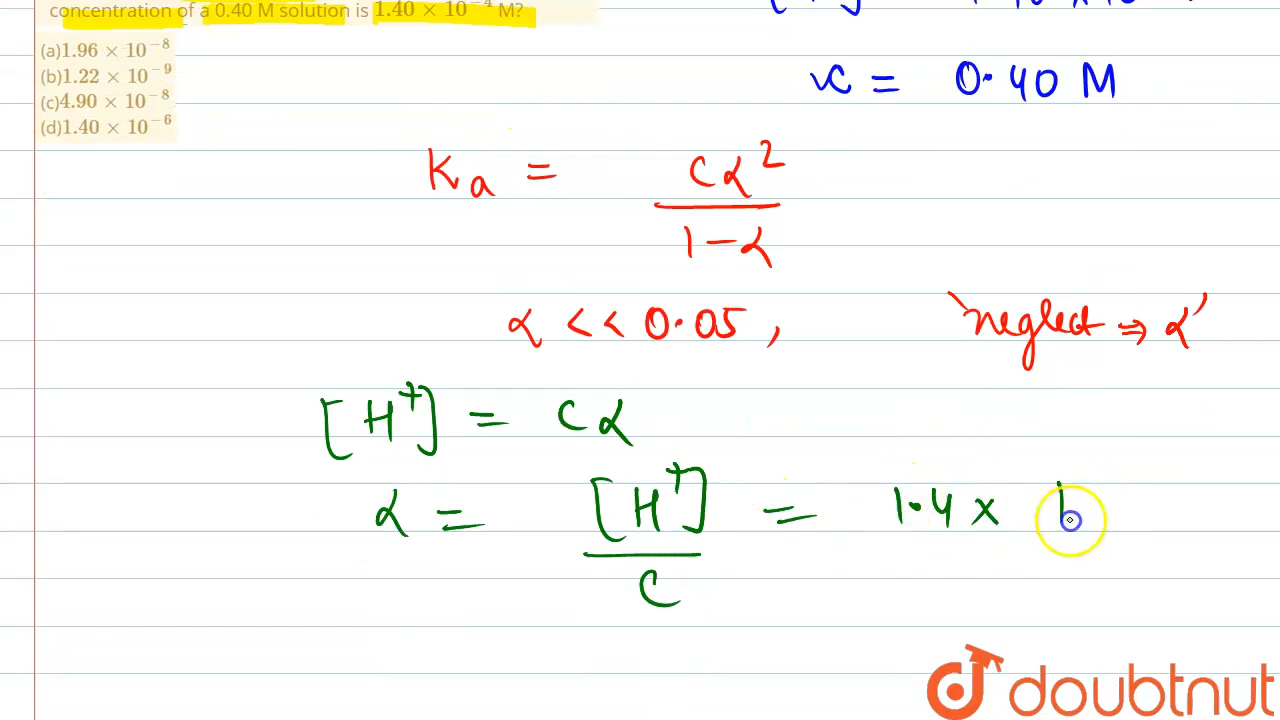 concentration of a 0.40 M solution is 1.40 × 10⁻⁴ M?
(a)1.96 × 10⁻⁸
(b)1.22 × 10⁻⁹
(c)4.90 × 10⁻⁸
(d)1.40 × 10⁻⁶
C = 0.40 M
Ka = Cα² / 1-α
α << 0.05, 'neglect ⇒ α'
[H⁺] = Cα
α = [H⁺] / C = 1.4 x
doubtnut